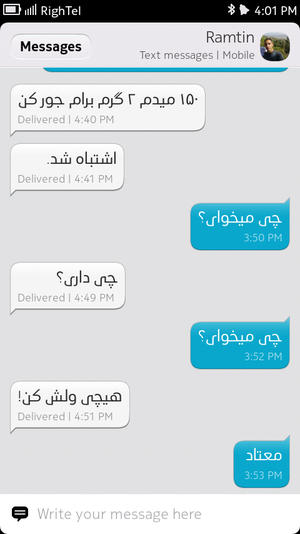 RighTel
4:01 PM
Messages
Ramtin
Text messages | Mobile
۱۵۰ میدم ۲ گرم برام جور کن
Delivered | 4:40 PM
اشتباه شد.
Delivered | 4:41 PM
چی میخوای؟
3:50 PM
چی داری؟
Delivered | 4:49 PM
چی میخوای؟
3:52 PM
هیچی ولش کن!
Delivered | 4:51 PM
معتاد
3:53 PM
Write your message here